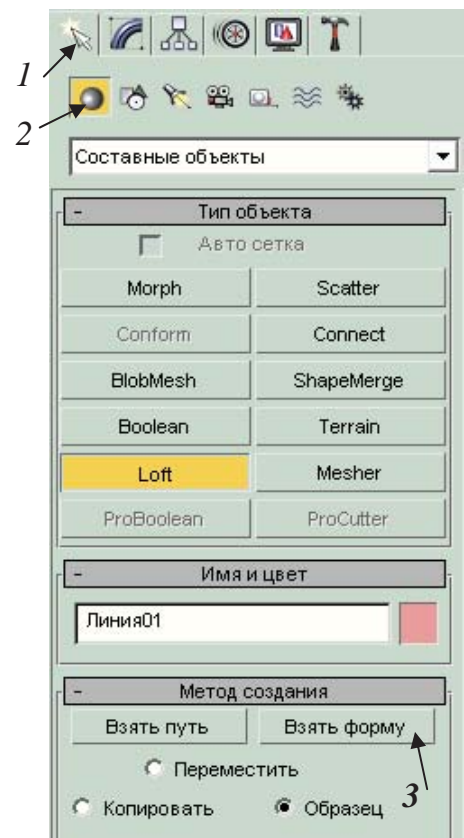 1
2
Составные объекты
- Тип объекта
Авто сетка
Morph Scatter
Conform Connect
BlobMesh ShapeMerge
Boolean Terrain
Loft Mesher
ProBoolean ProCutter
- Имя и цвет
Линия01
- Метод создания
Взять путь Взять форму
Переместить
Копировать Образец 3